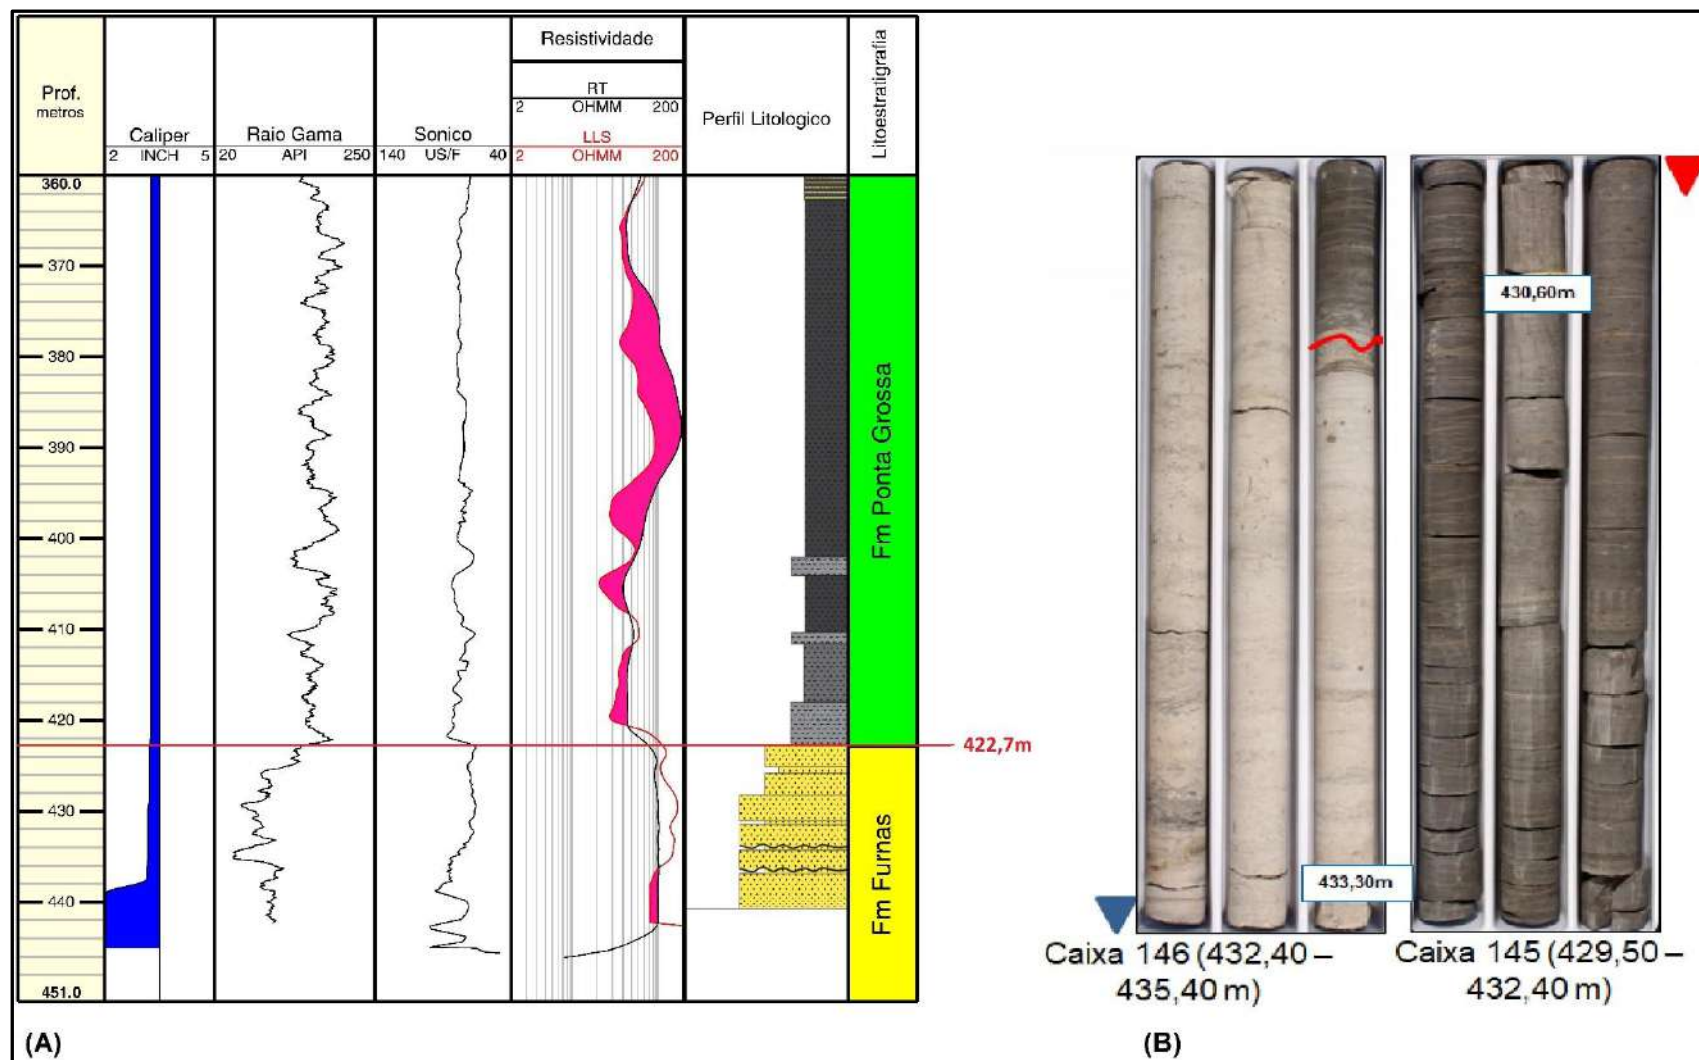 Prof.
metros
Caliper
2 INCH 5
Raio Gama
20 API 250
Sonico
140 US/F 40
Resistividade
RT
2 OHMM 200
LLS
2 OHMM 200
Perfil Litologico
Litoestratigrafia
360.0
370
380
390
400
410
420
430
440
451.0
Fm Ponta Grossa
Fm Furnas
422,7m
(A)
430,60m
433,30m
Caixa 146 (432,40 –
435,40 m)
Caixa 145 (429,50 –
432,40 m)
(B)